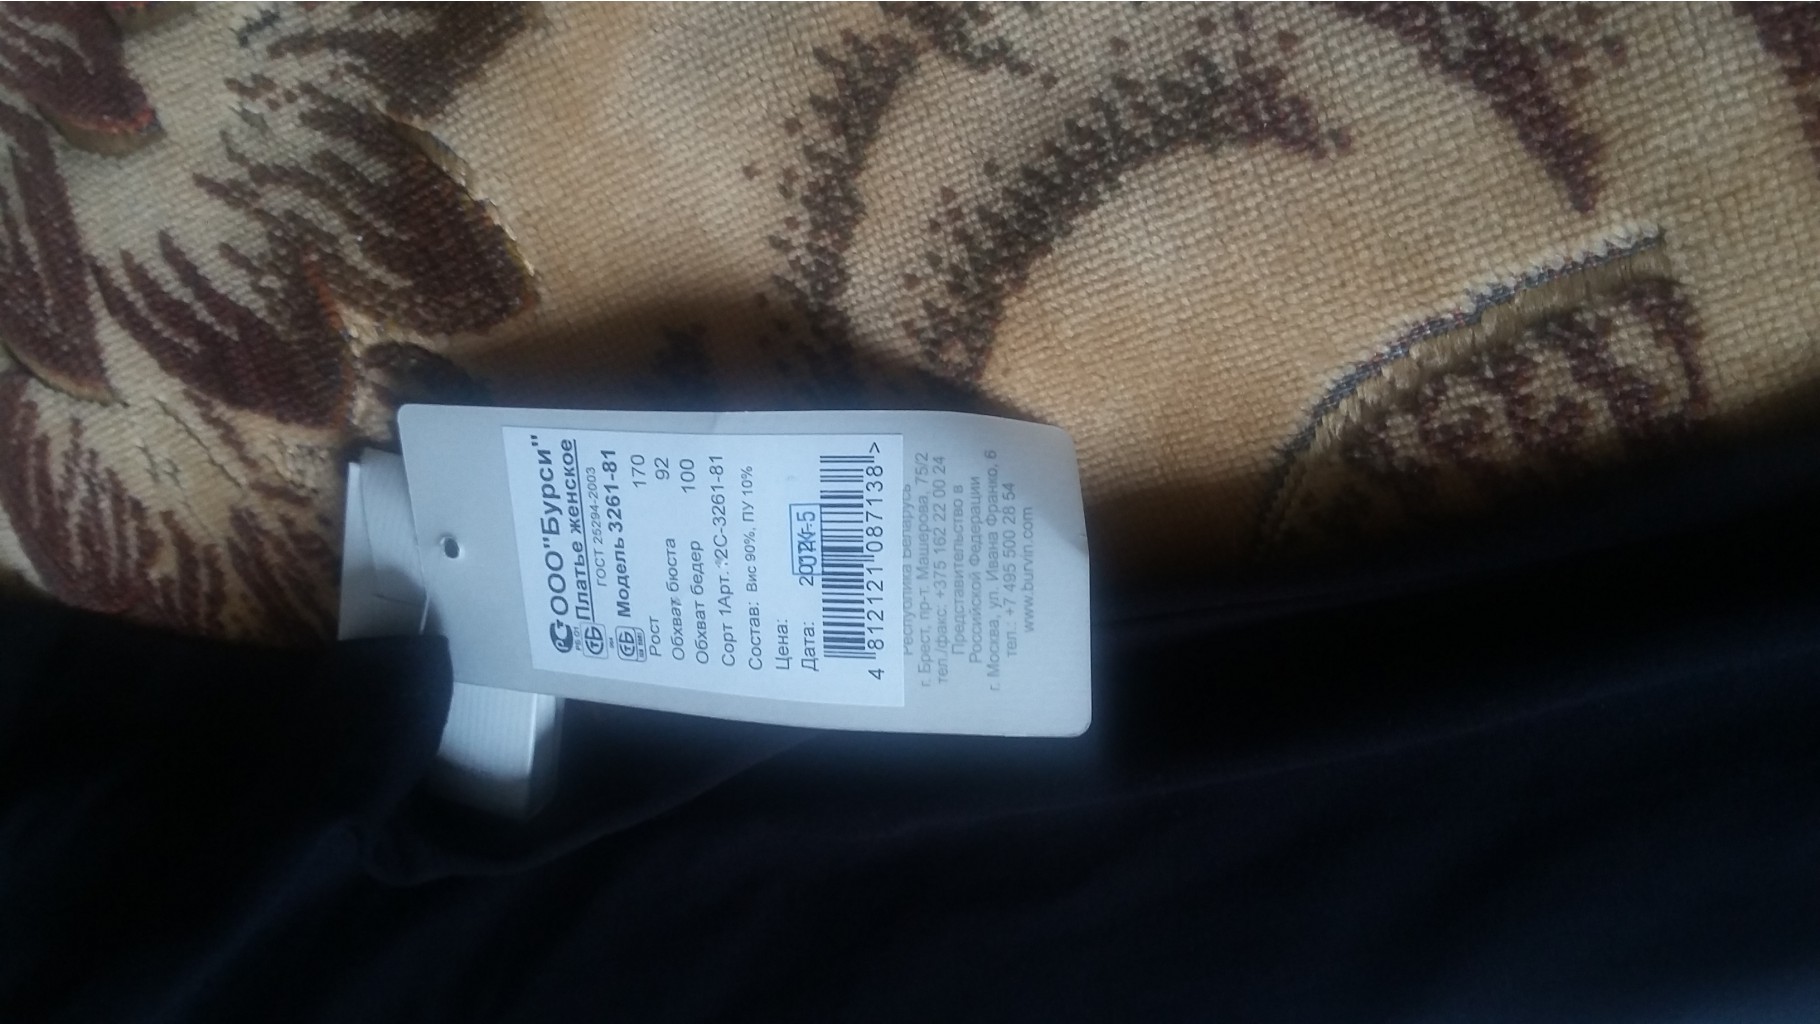 ООО"Бурси"
Платье женское
ГОСТ 25294-2003
Модель 3261-81
Рост 170
Обхват бюста 92
Обхват бедер 100
Сорт 1Арт. 2С-3261-81
Состав: Вис 90%, ПУ 10%
Цена:
Дата:
4 812121 087138 >
Республика Беларусь
г. Брест, пр-т. Машерова, 75/2
тел./факс: +375 162 22 00 24
Представительство в
Российской Федерации
г. Москва, ул. Ивана Франко, 6
тел.: +7 495 500 28 54
www.burvin.com